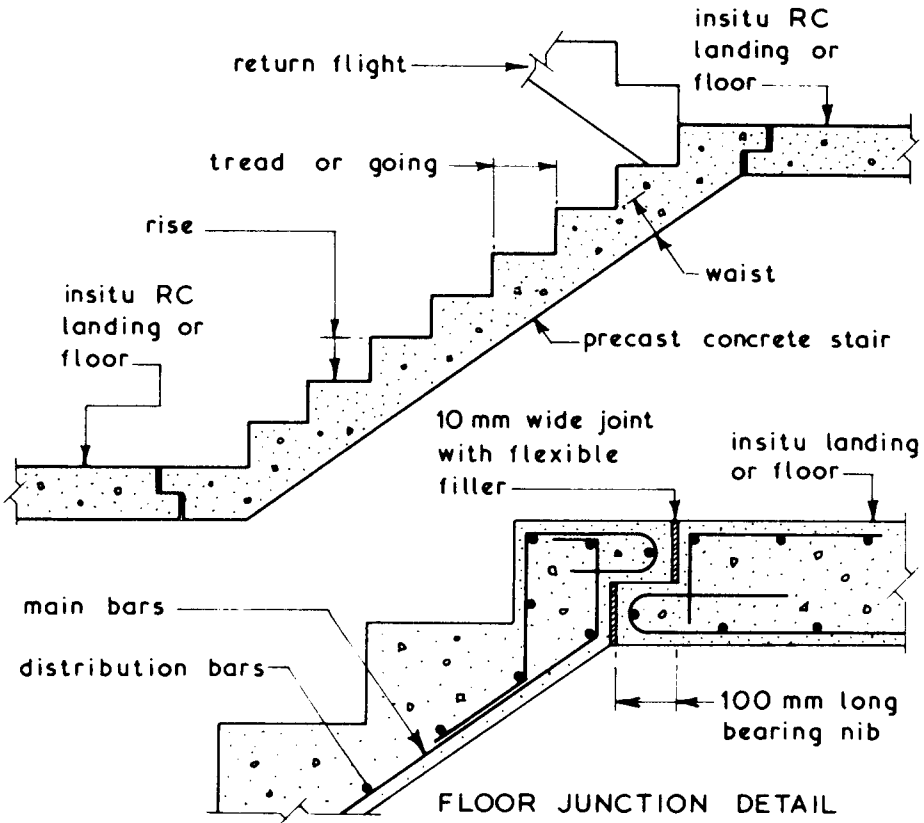 insitu RC
landing or
floor
return flight
tread or going
rise
waist
insitu RC
landing or
floor
precast concrete stair
10 mm wide joint
with flexible
filler
insitu landing
or floor
main bars
distribution bars
100 mm long
bearing nib
FLOOR JUNCTION DETAIL